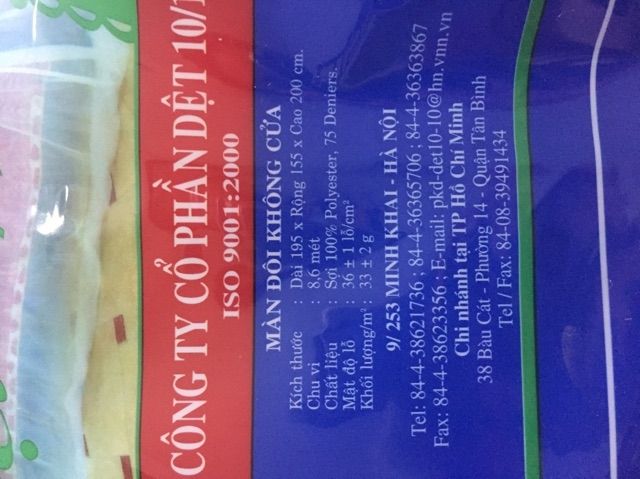 CÔNG TY CỔ PHẦN DỆT 10/1
ISO 9001:2000
MÀN ĐÔI KHÔNG CỬA
Kích thước : Dài 195 x Rộng 155 x Cao 200 cm.
Chu vi : 8,6 mét
Chất liệu : Sợi 100% Polyester, 75 Deniers.
Mật độ lỗ : 36 ± 1 lỗ/cm²
Khối lượng/m² : 33 ± 2 g
9/ 253 MINH KHAI - HÀ NỘI
Tel: 84-4-38621736 ; 84-4-36365706 ; 84-4-36363867
Fax: 84-4-38623356 ; E-mail: pkd-det10-10@hn.vnn.vn
Chi nhánh tại TP Hồ Chí Minh
38 Bàu Cát - Phường 14 - Quận Tân Bình
Tel / Fax: 84-08-39491434